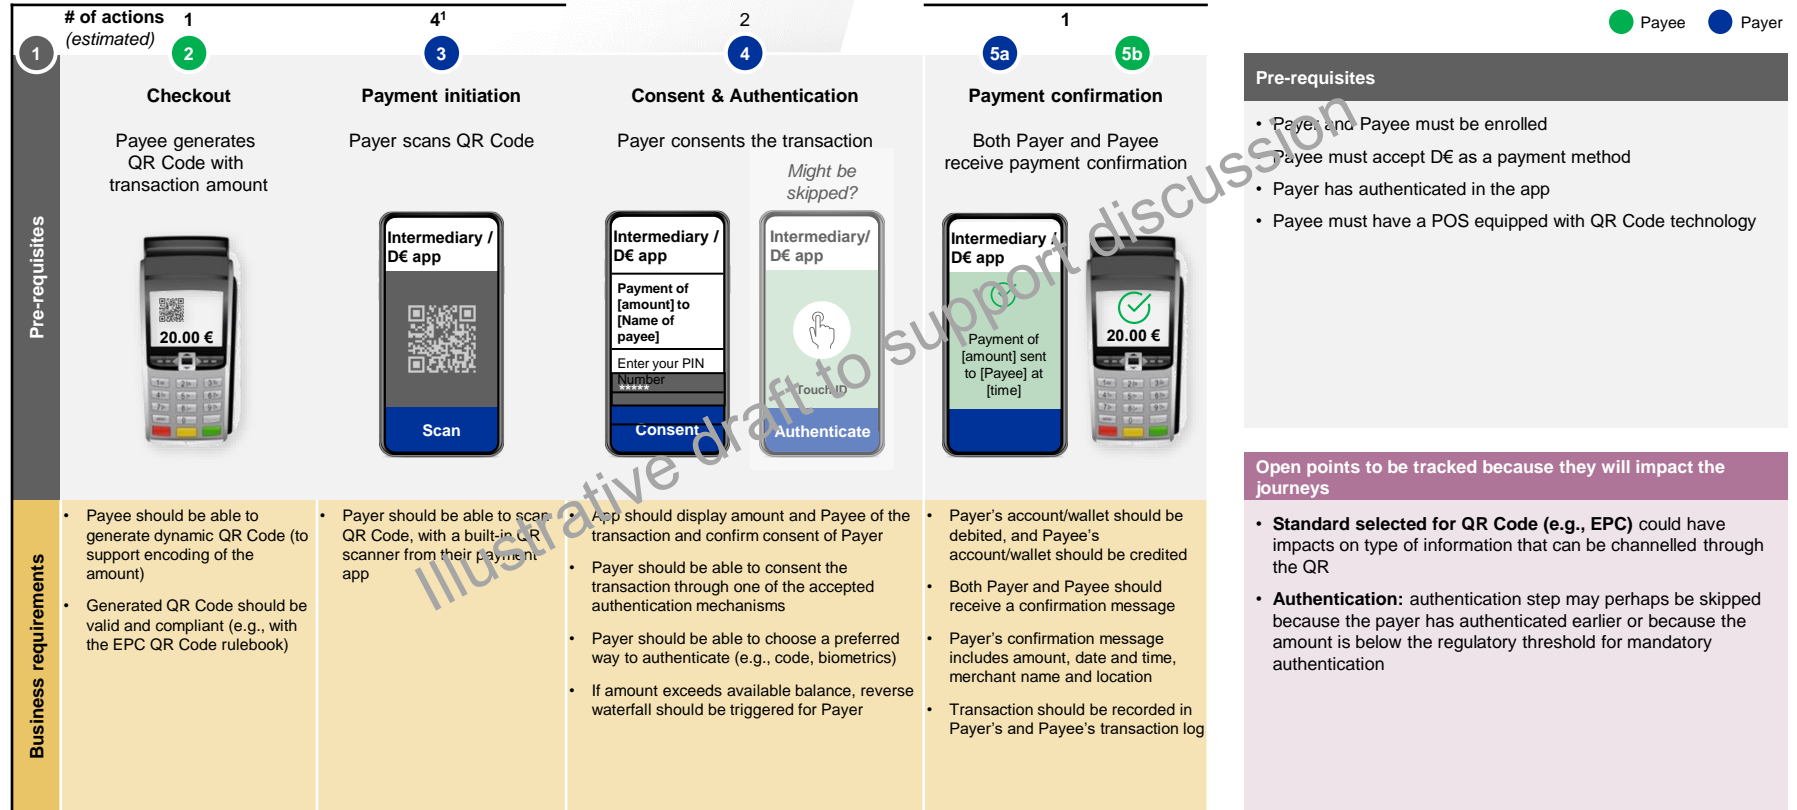 # of actions
(estimated)
1
4¹
2
1
Payee
Payer
1
2
3
4
5a
5b
Pre-requisites
Checkout
Payee generates
QR Code with
transaction amount
20.00 €
Payment initiation
Payer scans QR Code
Intermediary /
D€ app
Scan
Consent & Authentication
Payer consents the transaction
Might be
skipped?
Intermediary /
D€ app
Payment of
[amount] to
[Name of
payee]
Enter your PIN
Number
*****
Consent
Intermediary/
D€ app
Touch ID
Authenticate
Payment confirmation
Both Payer and Payee
receive payment confirmation
Intermediary /
D€ app
Payment of
[amount] sent
to [Payee] at
[time]
20.00 €
Business requirements
• Payee should be able to
generate dynamic QR Code (to
support encoding of the
amount)
• Generated QR Code should be
valid and compliant (e.g., with
the EPC QR Code rulebook)
• Payer should be able to scan
QR Code, with a built-in QR
scanner from their payment
app
• App should display amount and Payee of the
transaction and confirm consent of Payer
• Payer should be able to consent the
transaction through one of the accepted
authentication mechanisms
• Payer should be able to choose a preferred
way to authenticate (e.g., code, biometrics)
• If amount exceeds available balance, reverse
waterfall should be triggered for Payer
• Payer's account/wallet should be
debited, and Payee's
account/wallet should be credited
• Both Payer and Payee should
receive a confirmation message
• Payer's confirmation message
includes amount, date and time,
merchant name and location
• Transaction should be recorded in
Payer's and Payee's transaction log
Pre-requisites
• Payer and Payee must be enrolled
• Payee must accept D€ as a payment method
• Payer has authenticated in the app
• Payee must have a POS equipped with QR Code technology
Open points to be tracked because they will impact the
journeys
• Standard selected for QR Code (e.g., EPC) could have
impacts on type of information that can be channelled through
the QR
• Authentication: authentication step may perhaps be skipped
because the payer has authenticated earlier or because the
amount is below the regulatory threshold for mandatory
authentication
Illustrative draft to support discussion